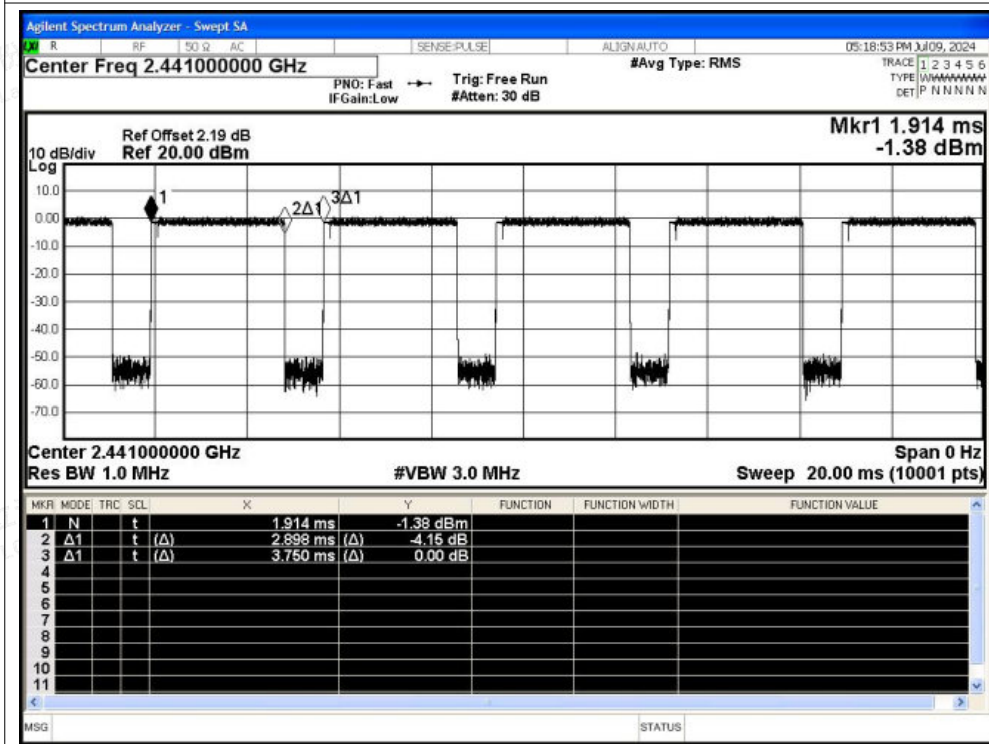 Agilent Spectrum Analyzer - Swept SA
LXI R RF 50 Ω AC SENSE:PULSE ALIGN AUTO 05:18:53 PM Jul 09, 2024
Center Freq 2.441000000 GHz
PNO: Fast
IFGain:Low
Trig: Free Run
#Atten: 30 dB
#Avg Type: RMS
TRACE 1 2 3 4 5 6
TYPE WWWWWW
DET P N N N N N
Mkr1 1.914 ms
-1.38 dBm
Ref Offset 2.19 dB
10 dB/div Ref 20.00 dBm
Log
10.0
0.00
-10.0
-20.0
-30.0
-40.0
-50.0
-60.0
-70.0
1
2Δ1
3Δ1
Center 2.441000000 GHz Span 0 Hz
Res BW 1.0 MHz #VBW 3.0 MHz Sweep 20.00 ms (10001 pts)
MKR MODE TRC SCL X Y FUNCTION FUNCTION WIDTH FUNCTION VALUE
1 N t 1.914 ms -1.38 dBm
2 Δ1 t (Δ) 2.898 ms (Δ) -4.15 dB
3 Δ1 t (Δ) 3.750 ms (Δ) 0.00 dB
4
5
6
7
8
9
10
11
MSG STATUS